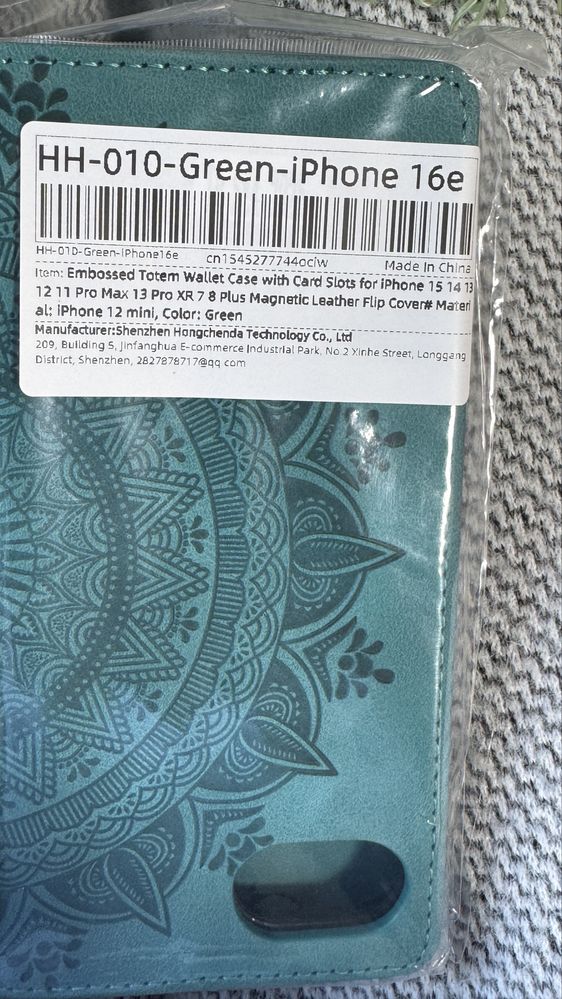 HH-010-Green-iPhone 16e
HH-010-Green-iPhone16e
cn1545277744ociw
Made In China
Item: Embossed Totem Wallet Case with Card Slots for iPhone 15 14 13
12 11 Pro Max 13 Pro XR 7 8 Plus Magnetic Leather Flip Cover# Materi
al: iPhone 12 mini, Color: Green
Manufacturer:Shenzhen Hongchenda Technology Co., Ltd
209, Building 5, Jinfanghua E-commerce Industrial Park, No.2 Xinhe Street, Longgang
District, Shenzhen, 2827878717@qq.com